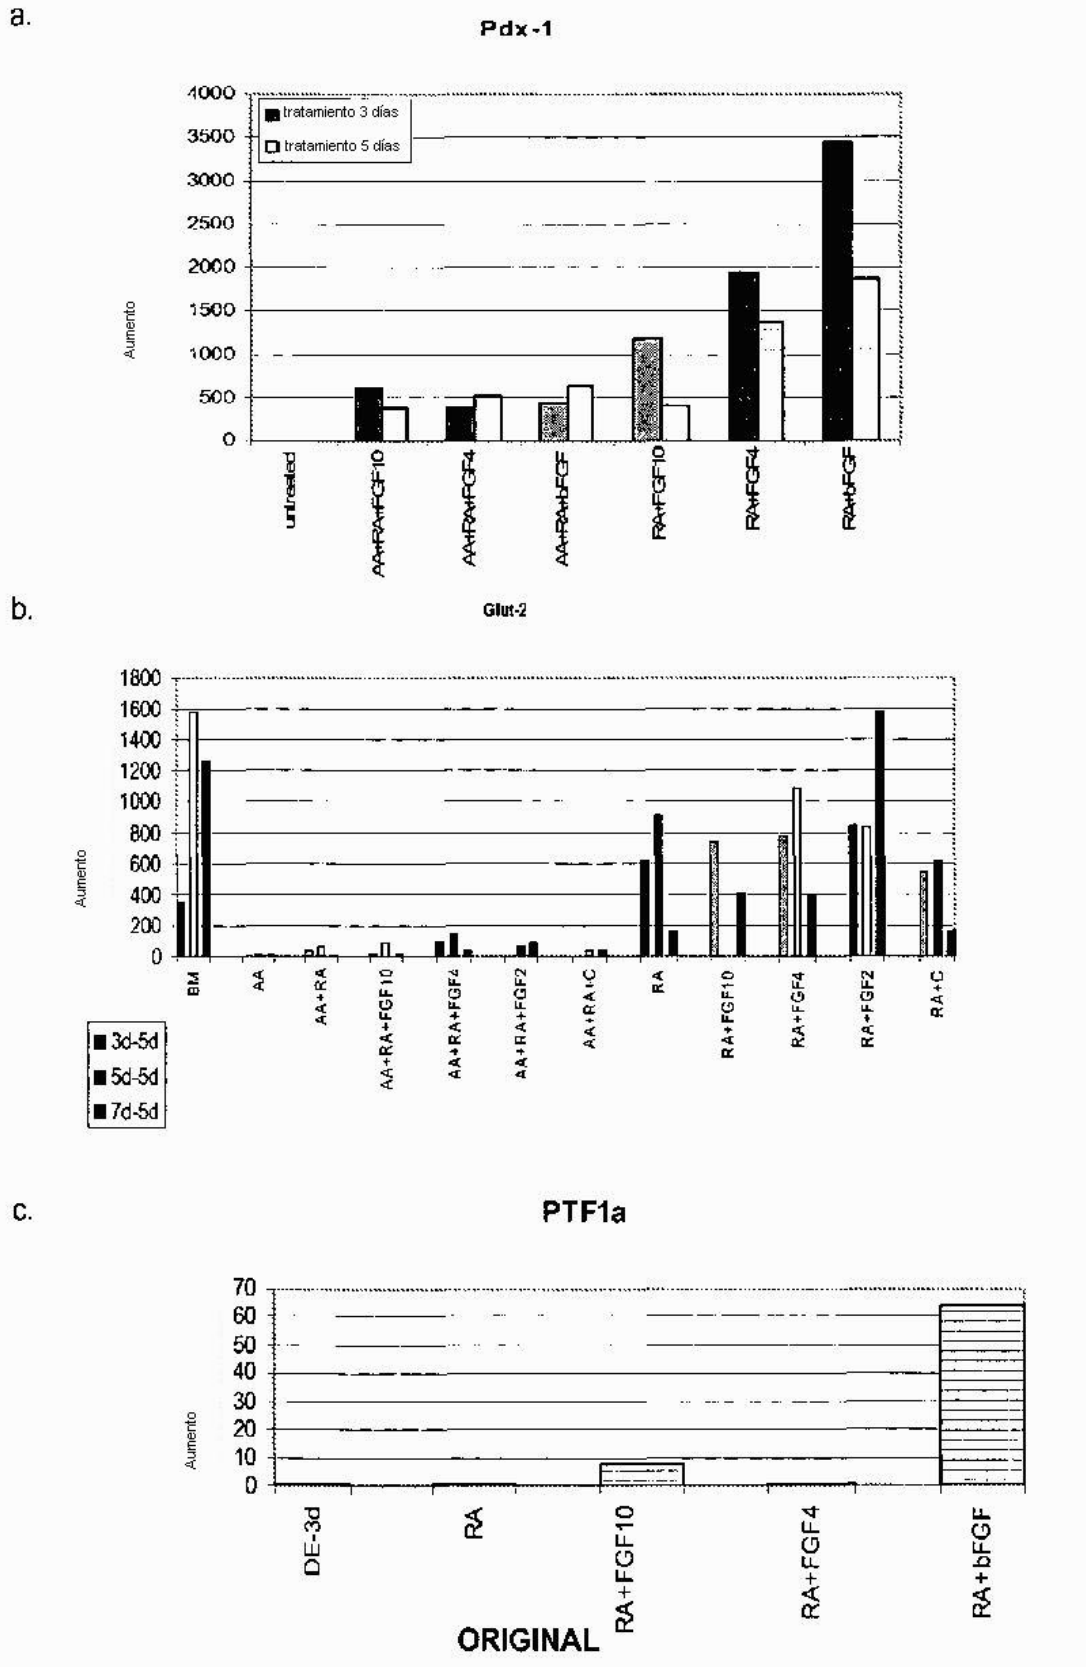 a.
Pdx-1
4000
3500
3000
2500
2000
1500
1000
500
0
Aumento
tratamiento 3 días
tratamiento 5 días
untreated
AA+RA+FGF10
AA+RA+FGF4
AA+RA+bFGF
RA+FGF10
RA+FGF4
RA+bFGF
b.
Glut-2
1800
1600
1400
1200
1000
800
600
400
200
0
Aumento
BM
AA
AA+RA
AA+RA+FGF10
AA+RA+FGF4
AA+RA+FGF2
AA+RA+C
RA
RA+FGF10
RA+FGF4
RA+FGF2
RA+C
3d-5d
5d-5d
7d-5d
c.
PTF1a
70
60
50
40
30
20
10
0
Aumento
DE-3d
RA
RA+FGF10
RA+FGF4
RA+bFGF
ORIGINAL